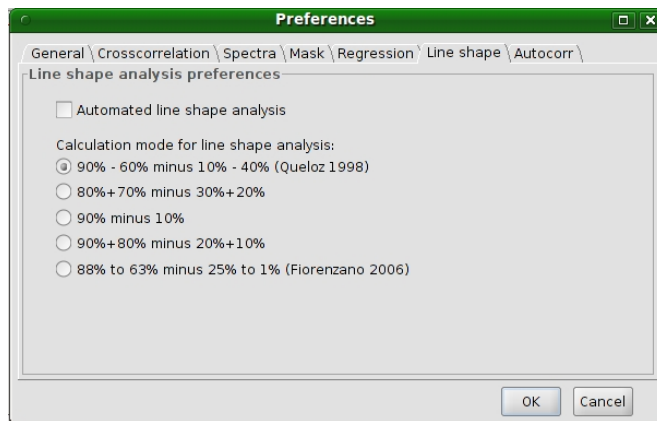 Preferences
General Crosscorrelation Spectra Mask Regression Line shape Autocorr
Line shape analysis preferences
Automated line shape analysis
Calculation mode for line shape analysis:
90% - 60% minus 10% - 40% (Queloz 1998)
80%+70% minus 30%+20%
90% minus 10%
90%+80% minus 20%+10%
88% to 63% minus 25% to 1% (Fiorenzano 2006)
OK Cancel